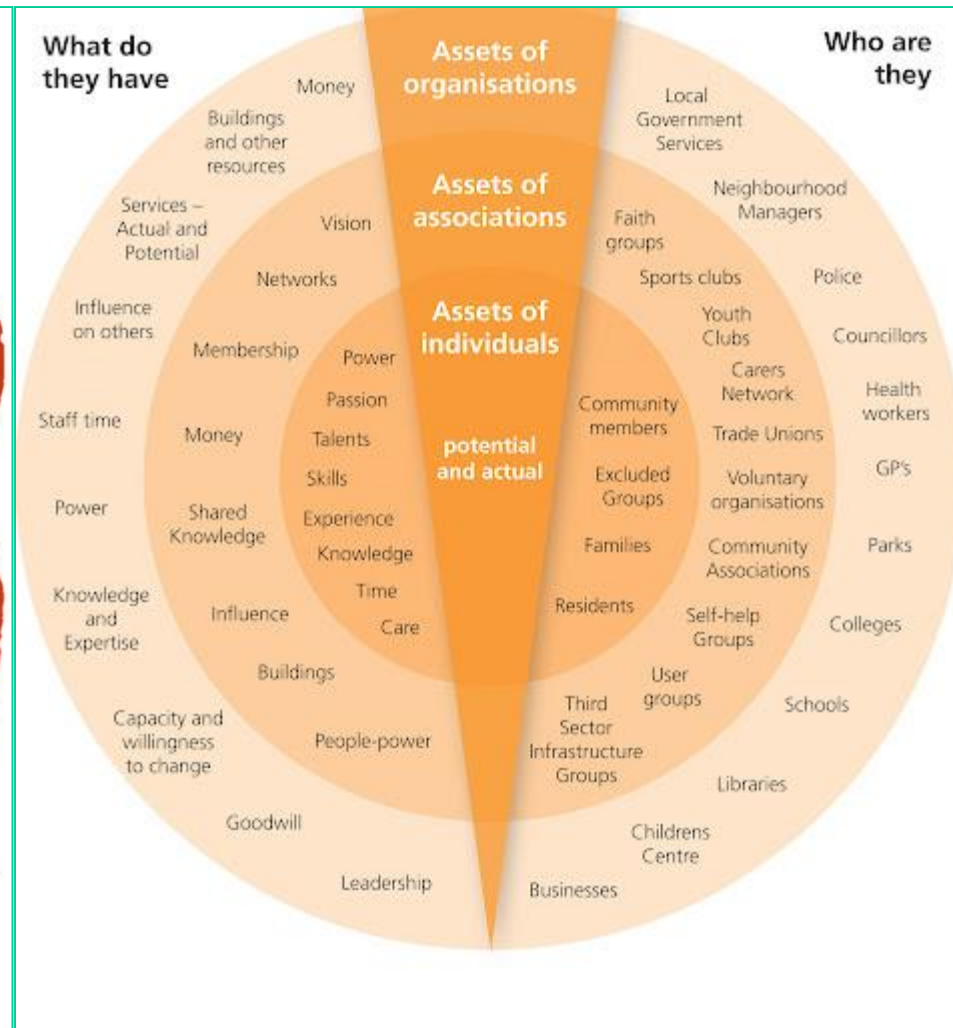 What do
they have
Who are
they
Assets of
organisations
Assets of
associations
Assets of
individuals
potential
and actual
Money
Buildings
and other
resources
Services –
Actual and
Potential
Influence
on others
Staff time
Power
Knowledge
and
Expertise
Capacity and
willingness
to change
Goodwill
Leadership
Vision
Networks
Membership
Money
Shared
Knowledge
Influence
Buildings
People-power
Power
Passion
Talents
Skills
Experience
Knowledge
Time
Care
Community
members
Excluded
Groups
Families
Residents
Faith
groups
Sports clubs
Youth
Clubs
Carers
Network
Trade Unions
Voluntary
organisations
Community
Associations
Self-help
Groups
User
groups
Third
Sector
Infrastructure
Groups
Local
Government
Services
Neighbourhood
Managers
Police
Councillors
Health
workers
GP's
Parks
Colleges
Schools
Libraries
Childrens
Centre
Businesses